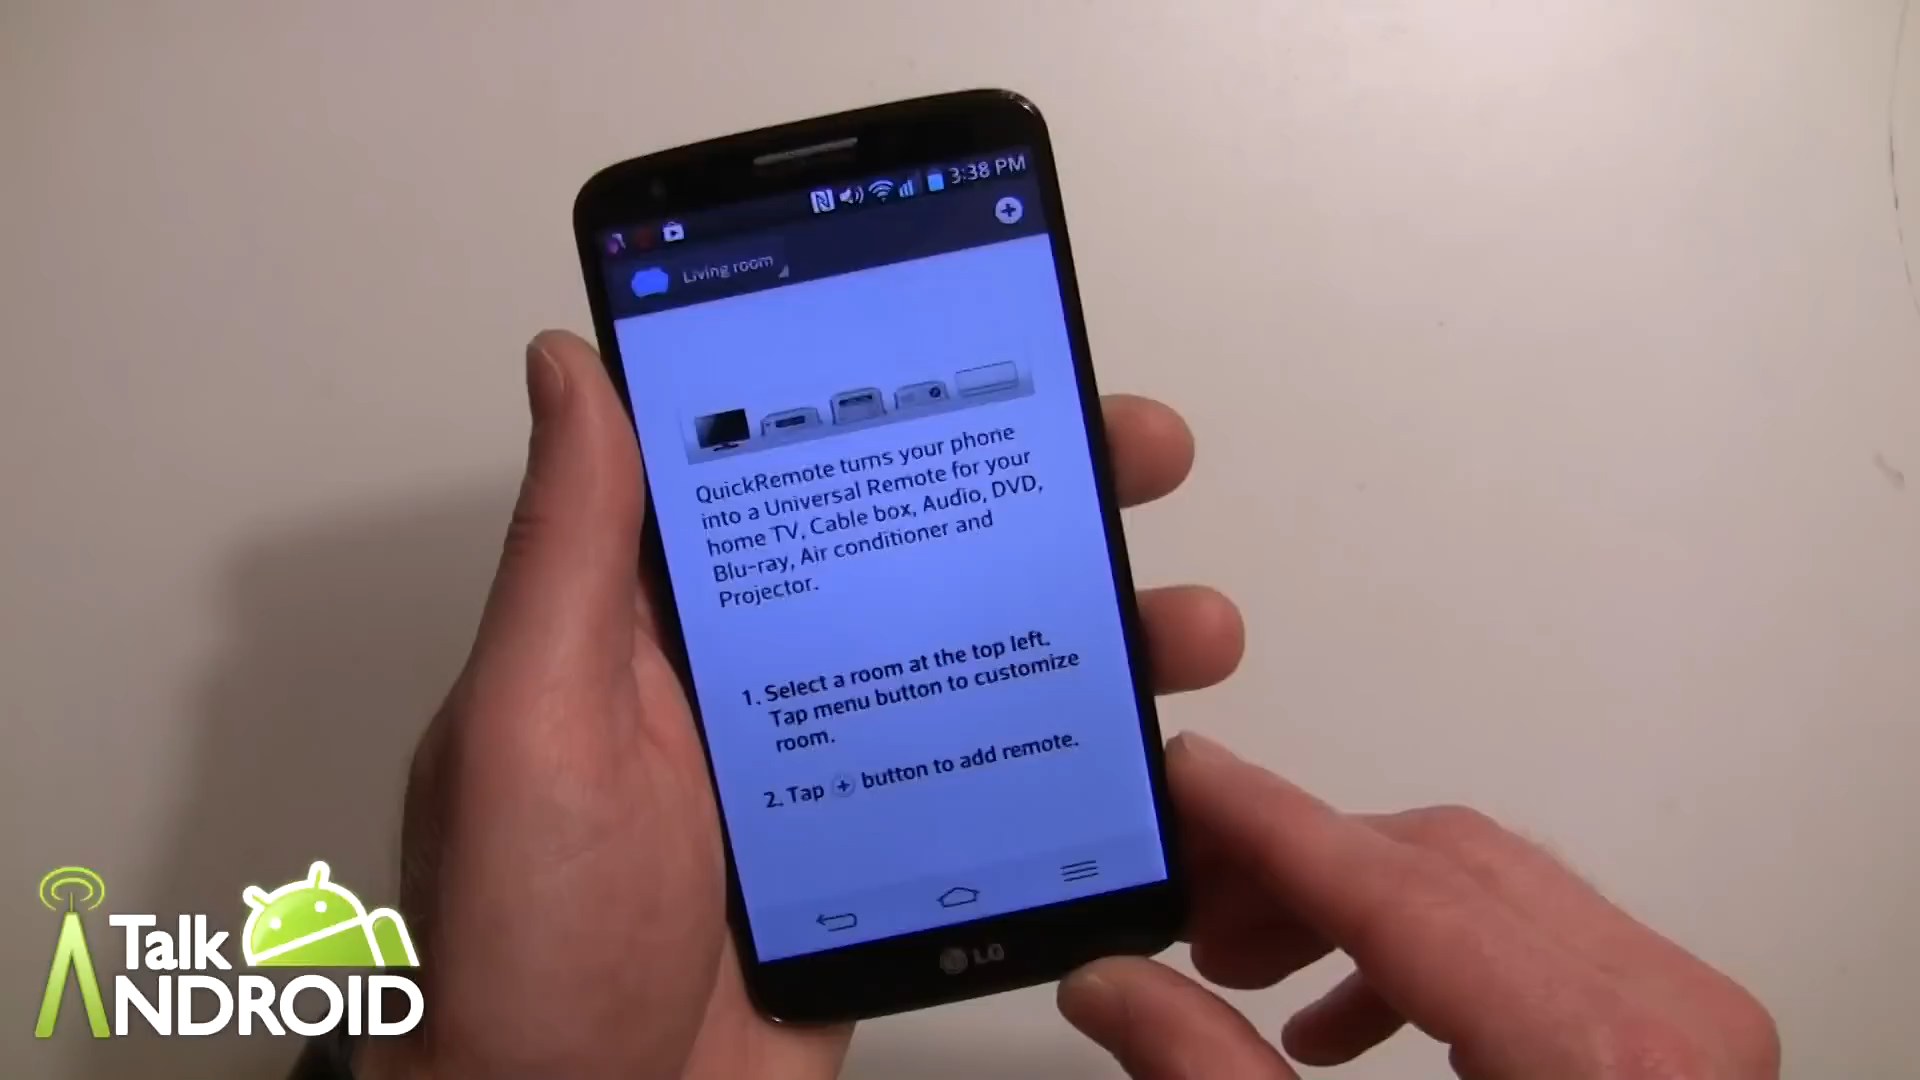 3:38 PM
Living room
QuickRemote turns your phone
into a Universal Remote for your
home TV, Cable box, Audio, DVD,
Blu-ray, Air conditioner and
Projector.
1. Select a room at the top left.
Tap menu button to customize
room.
2. Tap + button to add remote.
LG
Talk
ANDROID